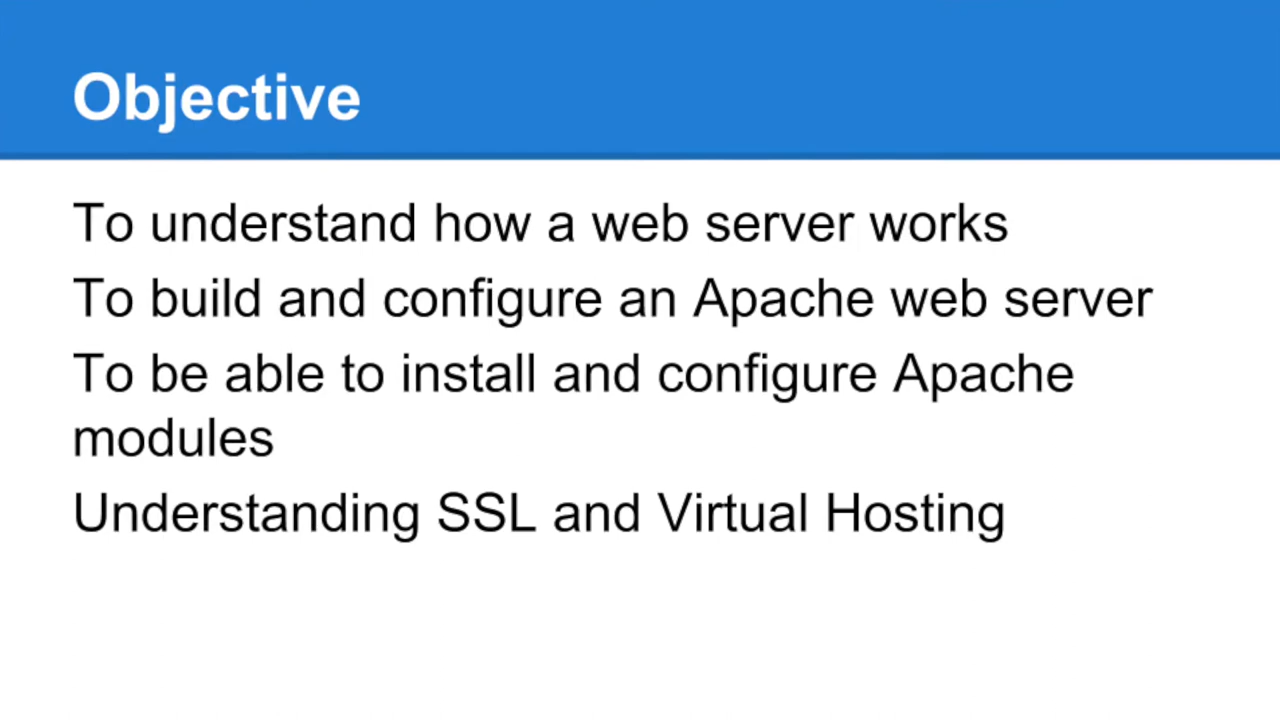 Objective
To understand how a web server works
To build and configure an Apache web server
To be able to install and configure Apache
modules
Understanding SSL and Virtual Hosting